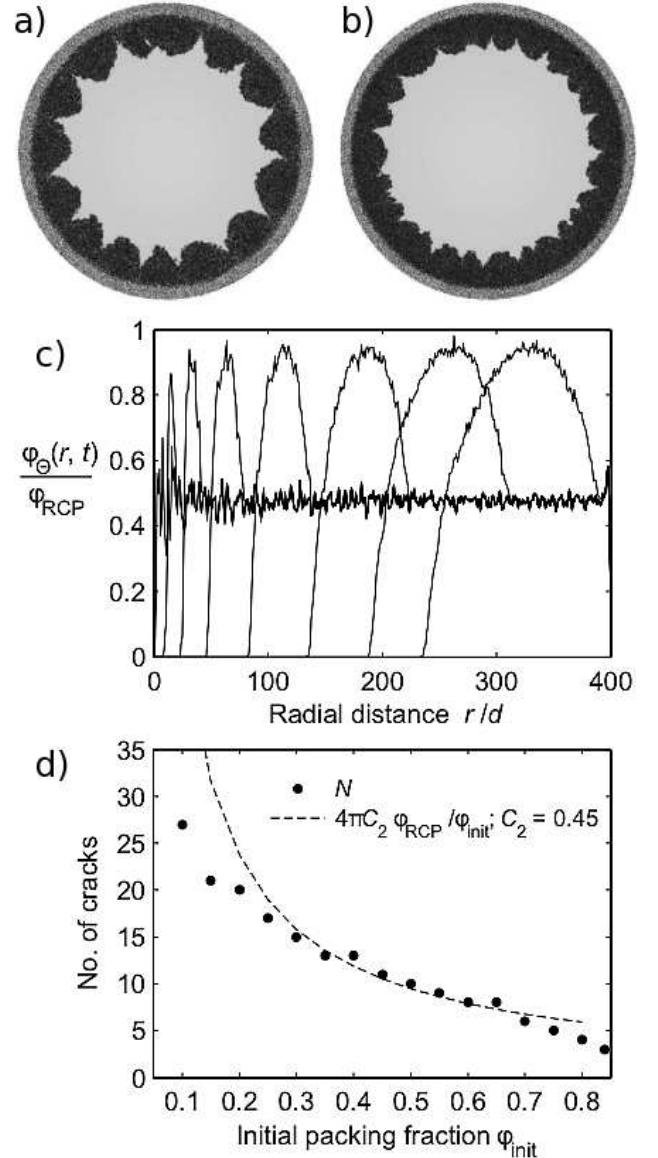 a)
b)
c)
1
0.8
0.6
0.4
0.2
0
φΘ(r, t)
φRCP
0 100 200 300 400
Radial distance r/d
d)
35
30
25
20
15
10
5
0
No. of cracks
N
4πC2 φRCP/φinit; C2 = 0.45
0.1 0.2 0.3 0.4 0.5 0.6 0.7 0.8
Initial packing fraction φinit